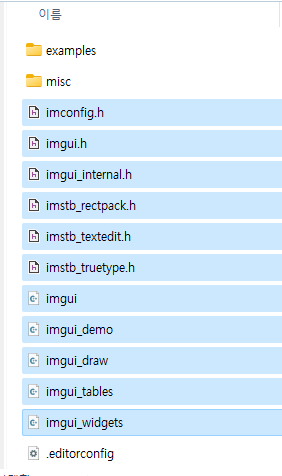 이름
examples
misc
imconfig.h
imgui.h
imgui_internal.h
imstb_rectpack.h
imstb_textedit.h
imstb_truetype.h
imgui
imgui_demo
imgui_draw
imgui_tables
imgui_widgets
.editorconfig